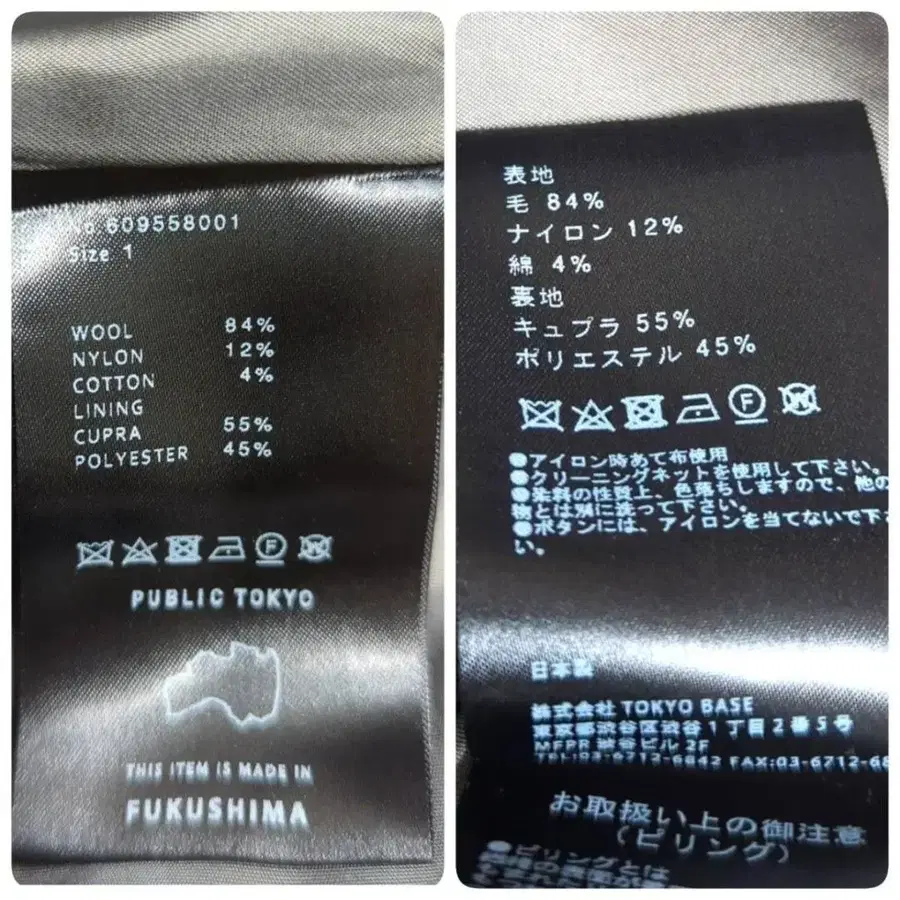 No.609558001
Size 1
WOOL 84%
NYLON 12%
COTTON 4%
LINING
CUPRA 55%
POLYESTER 45%
F
W
PUBLIC TOKYO
THIS ITEM IS MADE IN
FUKUSHIMA
表地
毛 84%
ナイロン 12%
綿 4%
裏地
キュプラ 55%
ポリエステル 45%
F
W
●アイロン時あて布使用
●クリーニングネットを使用して下さい。
●染料の性質上、色落ちしますので、他の
物とは別に洗って下さい。
●ボタンには、アイロンを当てないで下さ
い。
日本製
株式会社 TOKYO BASE
東京都渋谷区渋谷1丁目2番5号
MFPR 渋谷ビル 2F
TEL:03-6712-6842 FAX:03-6712-68
お取扱い上の御注意
(ピリング)
●ピリングとは